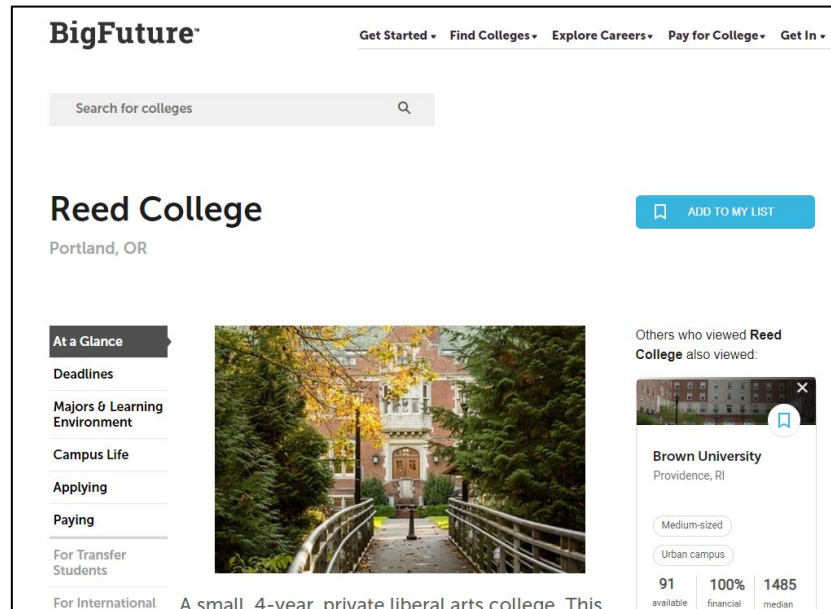 BigFuture™
Get Started Find Colleges Explore Careers Pay for College Get In
Search for colleges
Reed College
ADD TO MY LIST
Portland, OR
At a Glance
Deadlines
Majors & Learning
Environment
Campus Life
Applying
Paying
For Transfer
Students
For International
A small, 4-year, private liberal arts college. This
Others who viewed Reed
College also viewed:
Brown University
Providence, RI
Medium-sized
Urban campus
91 100% 1485
available financial median